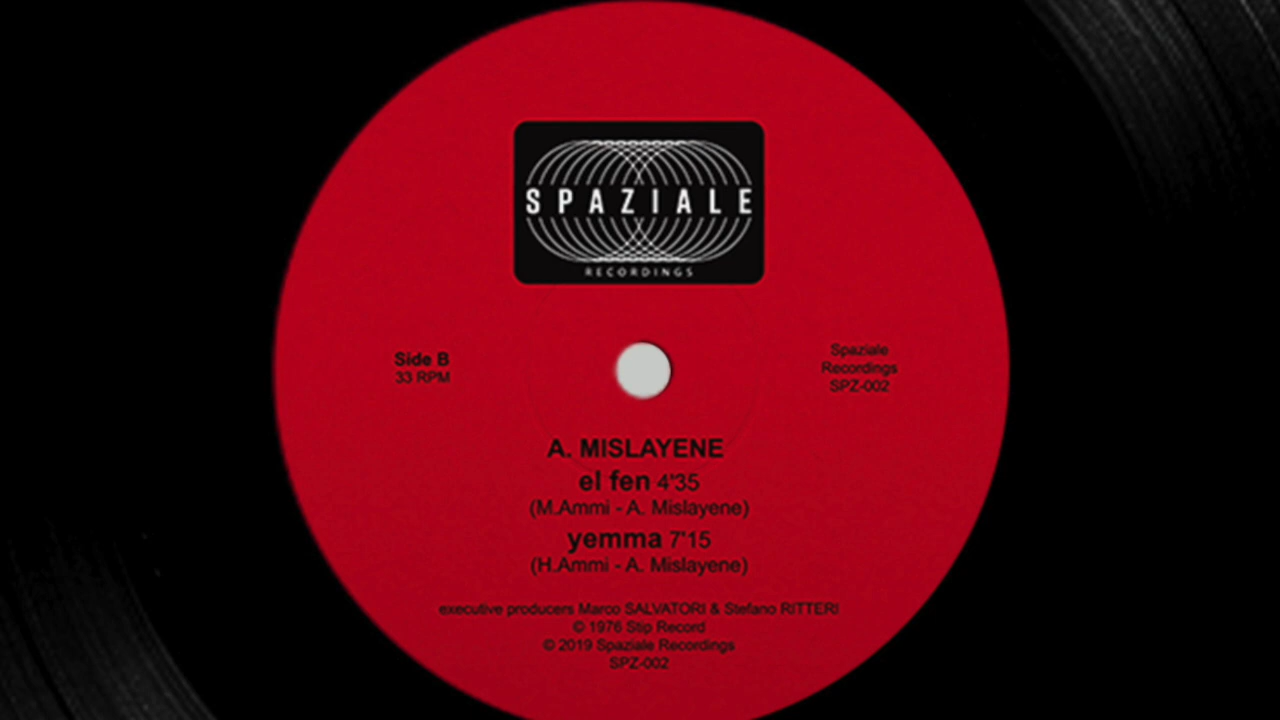 SPAZIALE
RECORDINGS
Side B
33 RPM
Spaziale
Recordings
SPZ-002
A. MISLAYENE
el fen 4'35
(M.Ammi - A. Mislayene)
yemma 7'15
(H.Ammi - A. Mislayene)
executive producers Marco SALVATORI & Stefano RITTERI
© 1976 Stip Record
© 2019 Spaziale Recordings
SPZ-002